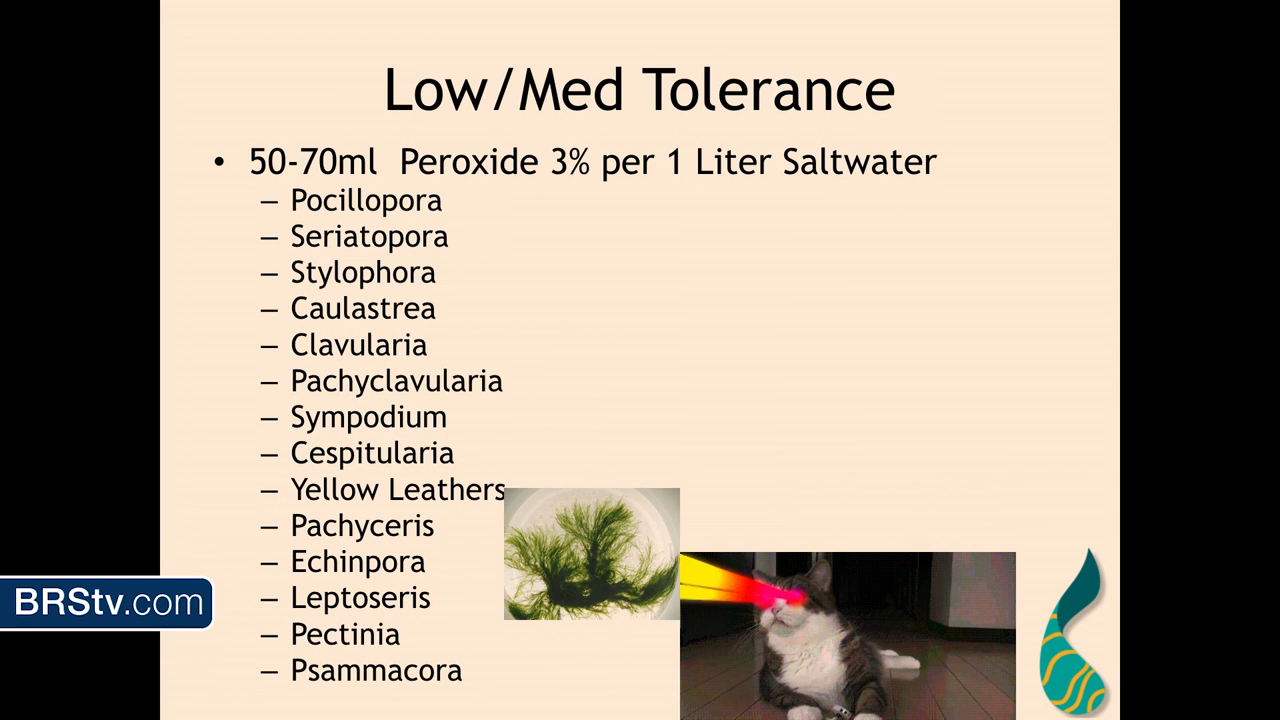 Low/Med Tolerance
• 50-70ml Peroxide 3% per 1 Liter Saltwater
– Pocillopora
– Seriatopora
– Stylophora
– Caulastrea
– Clavularia
– Pachyclavularia
– Sympodium
– Cespitularia
– Yellow Leathers
– Pachyceris
– Echinpora
– Leptoseris
– Pectinia
– Psammacora
BRStv.com